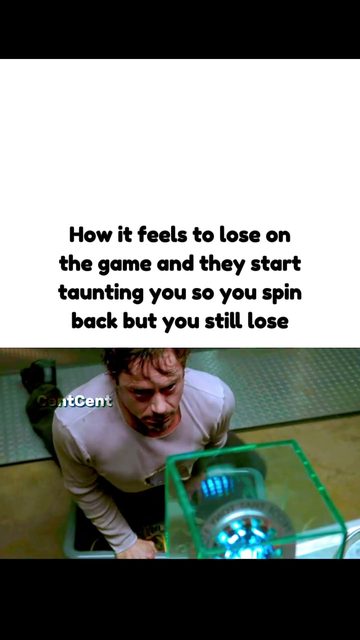 How it feels to lose on
the game and they start
taunting you so you spin
back but you still lose
CentCent